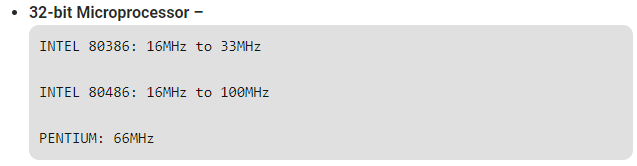 32-bit Microprocessor –
INTEL 80386: 16MHz to 33MHz
INTEL 80486: 16MHz to 100MHz
PENTIUM: 66MHz